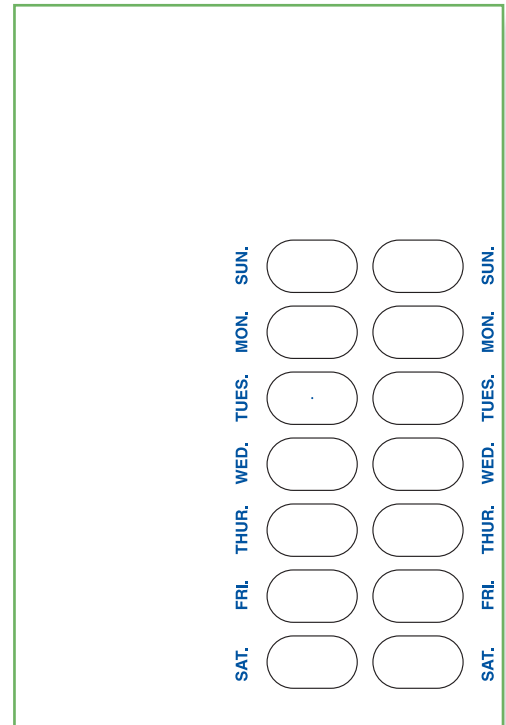 SUN. SUN.
MON. MON.
TUES. TUES.
WED. WED.
THUR. THUR.
FRI. FRI.
SAT. SAT.